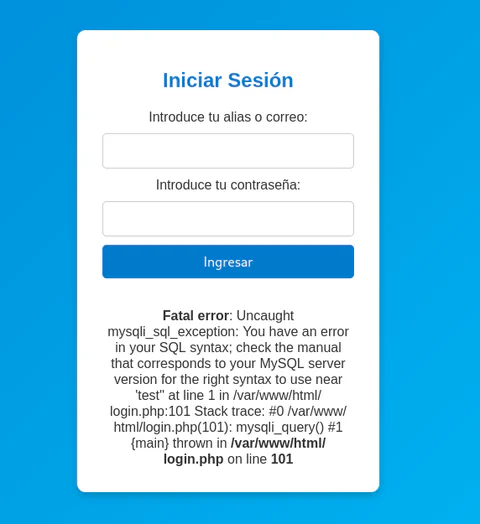 Iniciar Sesión
Introduce tu alias o correo:
Introduce tu contraseña:
Ingresar
Fatal error: Uncaught
mysqli_sql_exception: You have an error
in your SQL syntax; check the manual
that corresponds to your MySQL server
version for the right syntax to use near
'test'' at line 1 in /var/www/html/
login.php:101 Stack trace: #0 /var/www/
html/login.php(101): mysqli_query() #1
{main} thrown in /var/www/html/
login.php on line 101